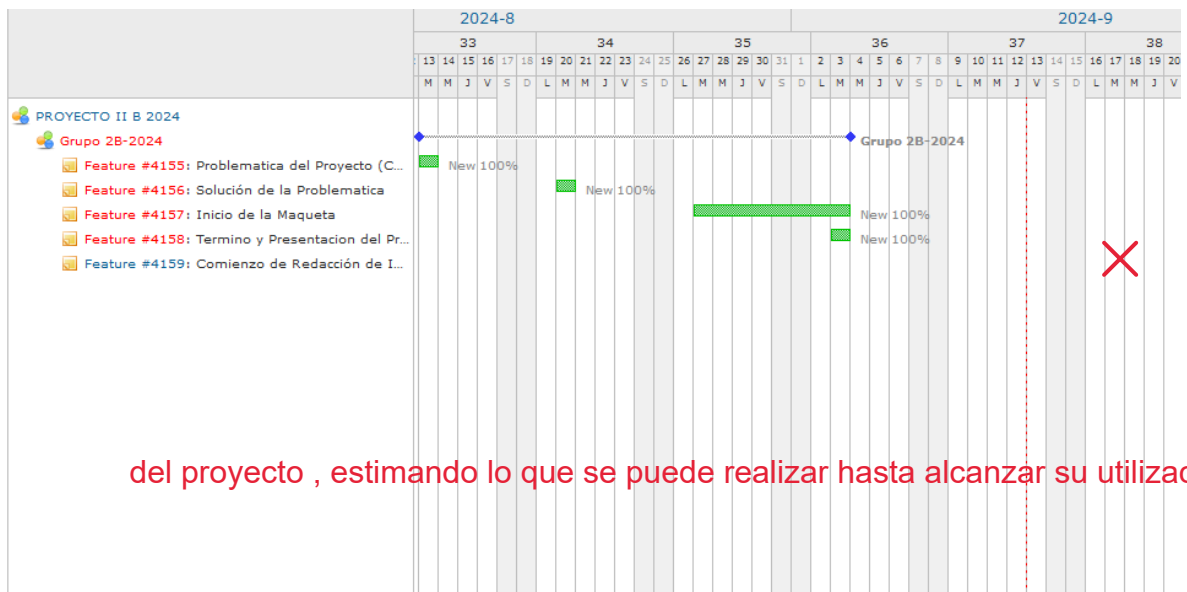 2024-8 2024-9
33 34 35 36 37 38
13 14 15 16 17 18 19 20 21 22 23 24 25 26 27 28 29 30 31 1 2 3 4 5 6 7 8 9 10 11 12 13 14 15 16 17 18 19 20
M M J V S D L M M J V S D L M M J V S D L M M J V S D L M M J V S D L M M J V
PROYECTO II B 2024
Grupo 2B-2024 Grupo 2B-2024
Feature #4155: Problematica del Proyecto (C... New 100%
Feature #4156: Solución de la Problematica New 100%
Feature #4157: Inicio de la Maqueta New 100%
Feature #4158: Termino y Presentacion del Pr... New 100%
Feature #4159: Comienzo de Redacción de I...
del proyecto , estimando lo que se puede realizar hasta alcanzar su